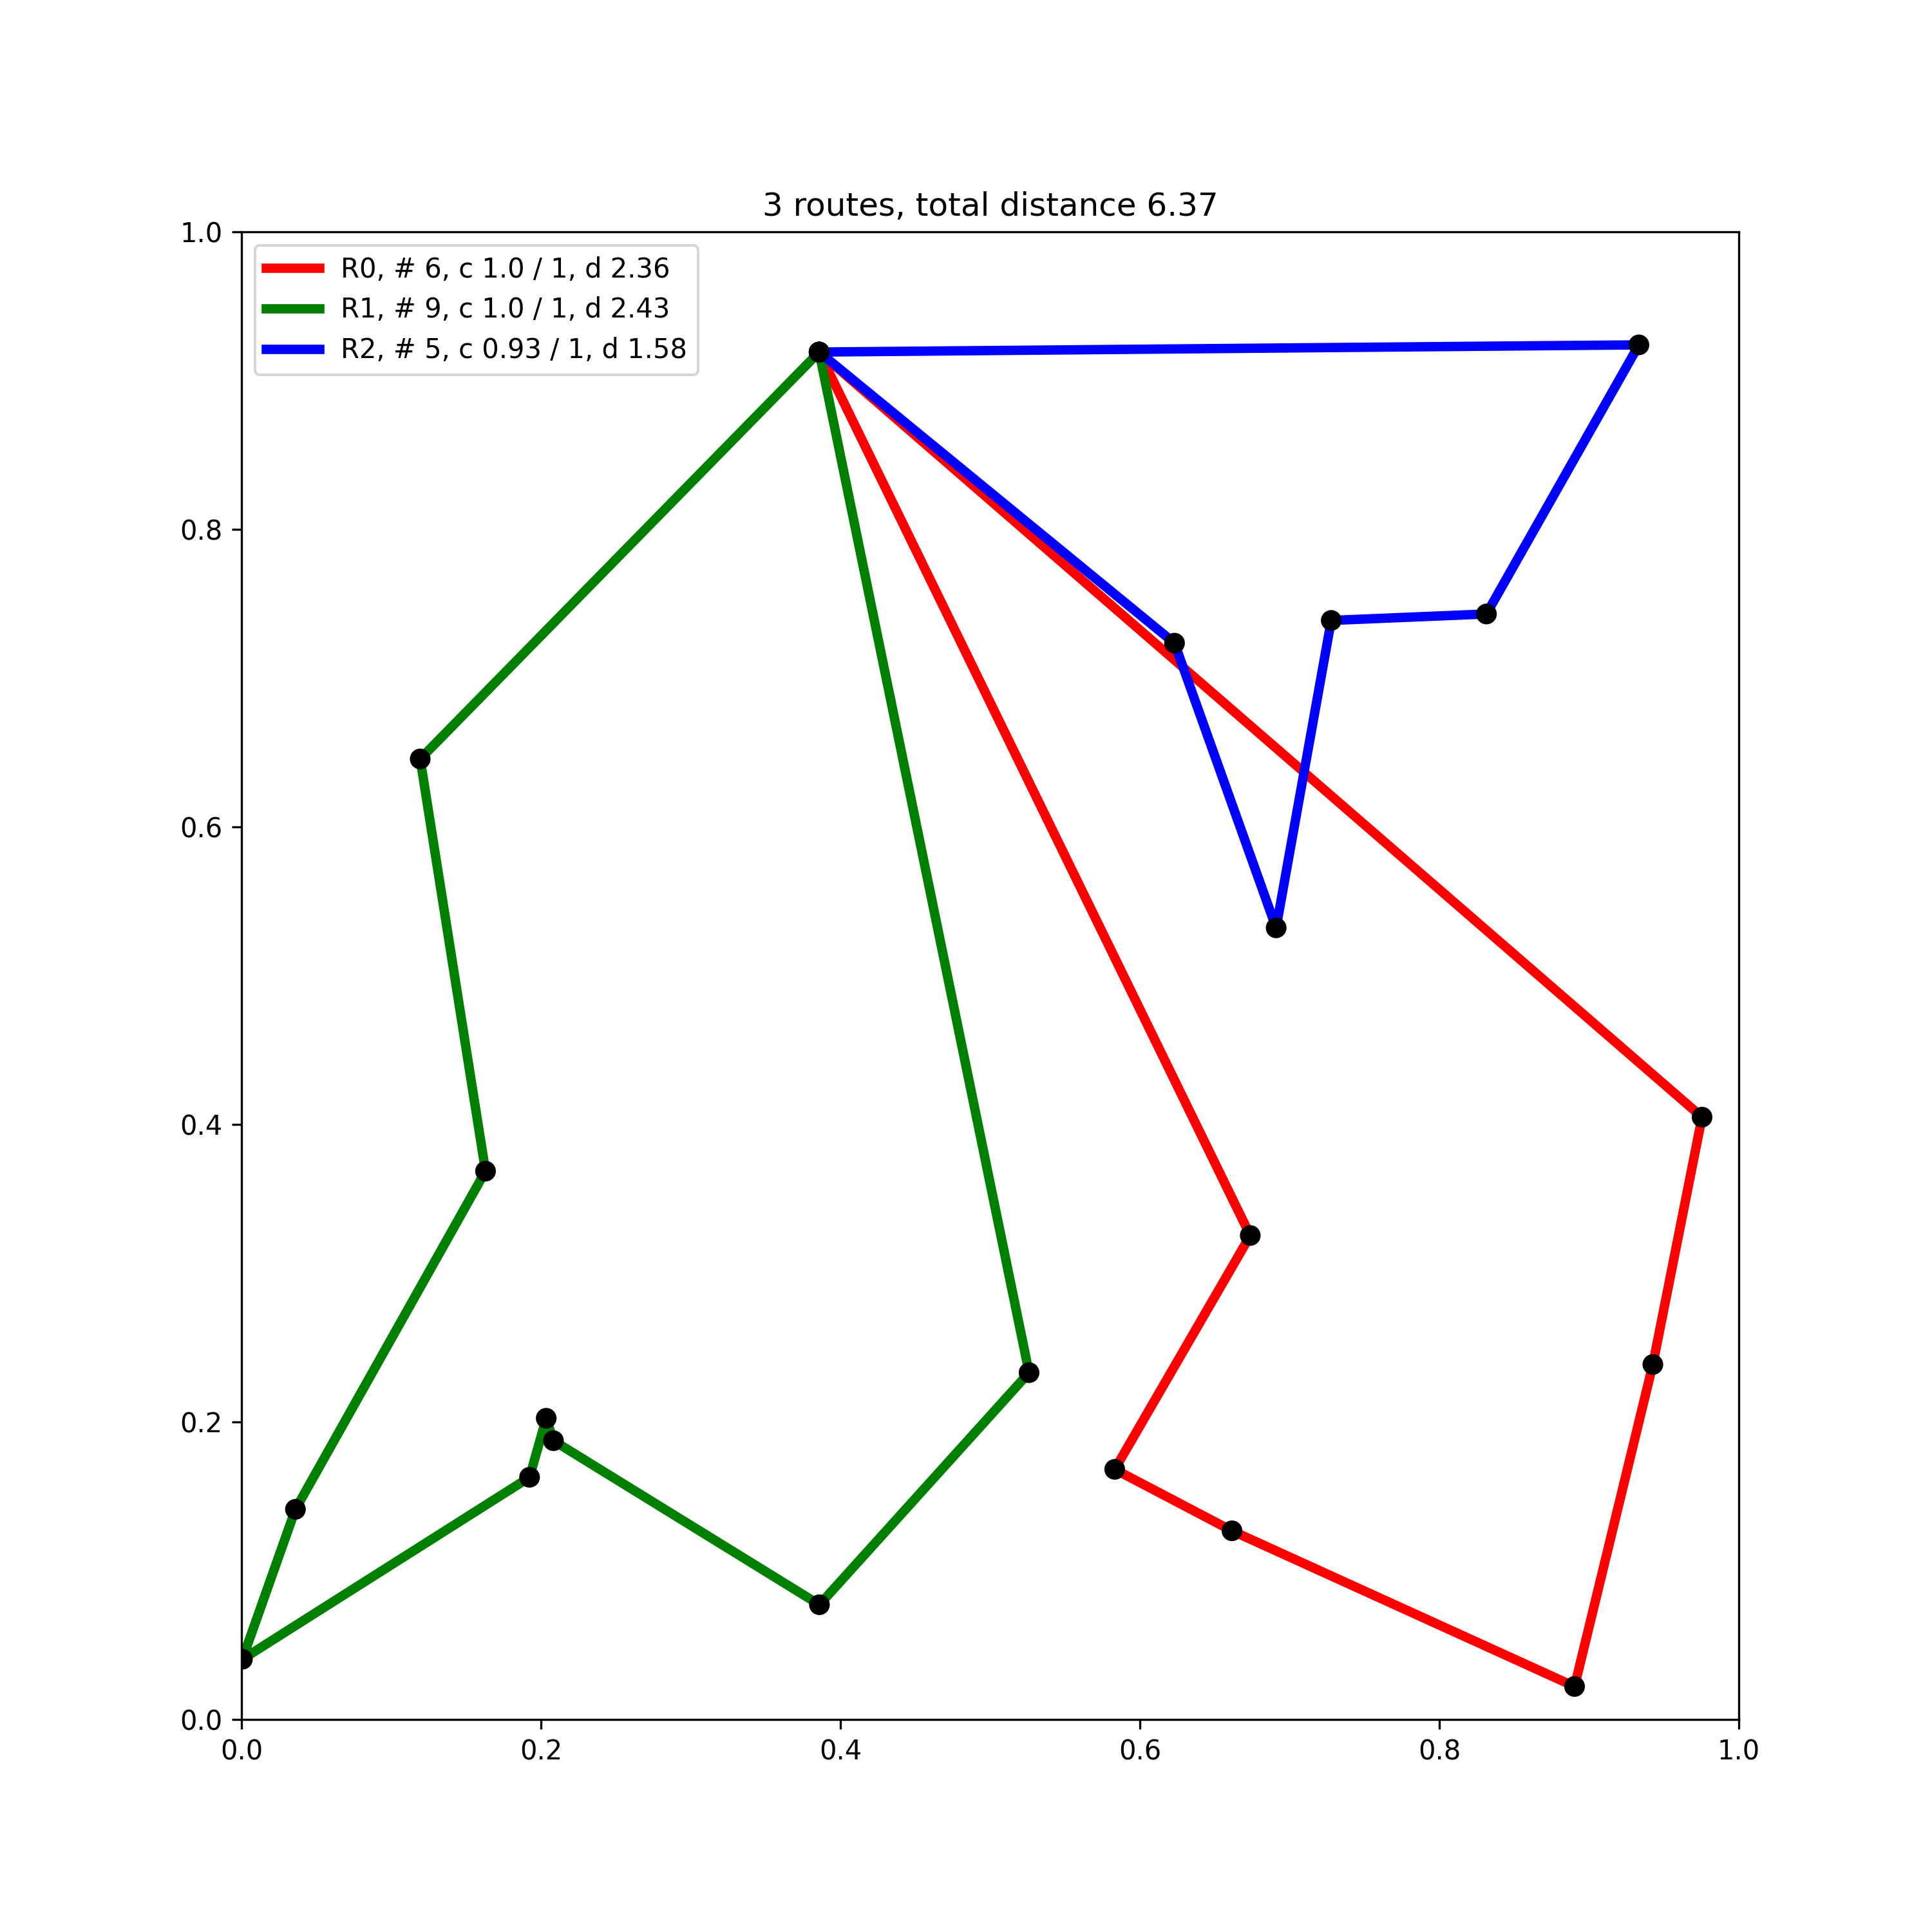 3 routes, total distance 6.37
R0, # 6, c 1.0 / 1, d 2.36
R1, # 9, c 1.0 / 1, d 2.43
R2, # 5, c 0.93 / 1, d 1.58
1.0
0.8
0.6
0.4
0.2
0.0
0.0 0.2 0.4 0.6 0.8 1.0